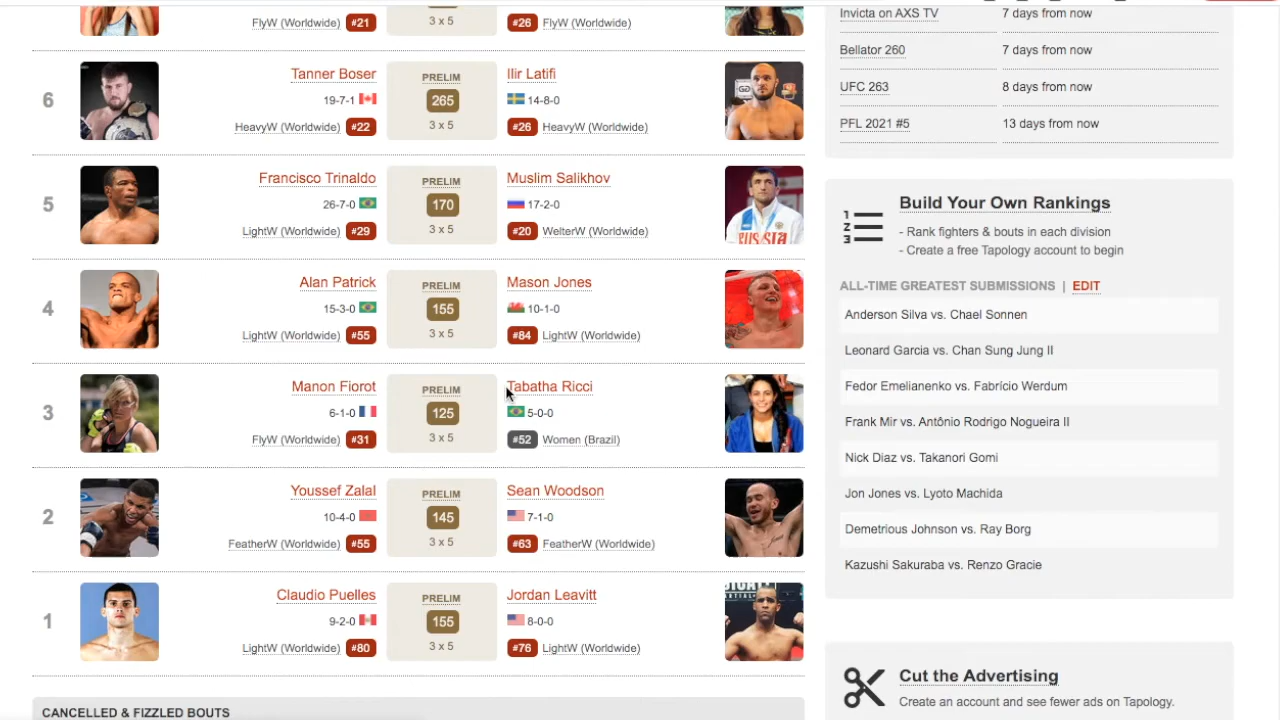 FlyW (Worldwide) #21
3 x 5
#26 FlyW (Worldwide)
6
Tanner Boser
19-7-1
HeavyW (Worldwide) #22
PRELIM
265
3 x 5
Ilir Latifi
14-8-0
#26 HeavyW (Worldwide)
5
Francisco Trinaldo
26-7-0
LightW (Worldwide) #29
PRELIM
170
3 x 5
Muslim Salikhov
17-2-0
#20 WelterW (Worldwide)
RUSSIA
4
Alan Patrick
15-3-0
LightW (Worldwide) #55
PRELIM
155
3 x 5
Mason Jones
10-1-0
#84 LightW (Worldwide)
3
Manon Fiorot
-1-0
FlyW (Worldwide) #31
PRELIM
125
3 x 5
Tabatha Ricci
5-0-0
#52 Women (Brazil)
2
Youssef Zalal
10-4-0
FeatherW (Worldwide) #55
PRELIM
145
3 x 5
Sean Woodson
7-1-0
#63 FeatherW (Worldwide)
1
Claudio Puelles
9-2-0
LightW (Worldwide) #80
PRELIM
155
3 x 5
Jordan Leavitt
8-0-0
#76 LightW (Worldwide)
CANCELLED & FIZZLED BOUTS
Invicta on AXS TV 7 days from now
Bellator 260 7 days from now
UFC 263 8 days from now
PFL 2021 #5 13 days from now
Build Your Own Rankings
- Rank fighters & bouts in each division
- Create a free Tapology account to begin
ALL-TIME GREATEST SUBMISSIONS | EDIT
Anderson Silva vs. Chael Sonnen
Leonard Garcia vs. Chan Sung Jung II
Fedor Emelianenko vs. Fabrício Werdum
Frank Mir vs. Antônio Rodrigo Nogueira II
Nick Diaz vs. Takanori Gomi
Jon Jones vs. Lyoto Machida
Demetrious Johnson vs. Ray Borg
Kazushi Sakuraba vs. Renzo Gracie
Cut the Advertising
Create an account and see fewer ads on Tapology.